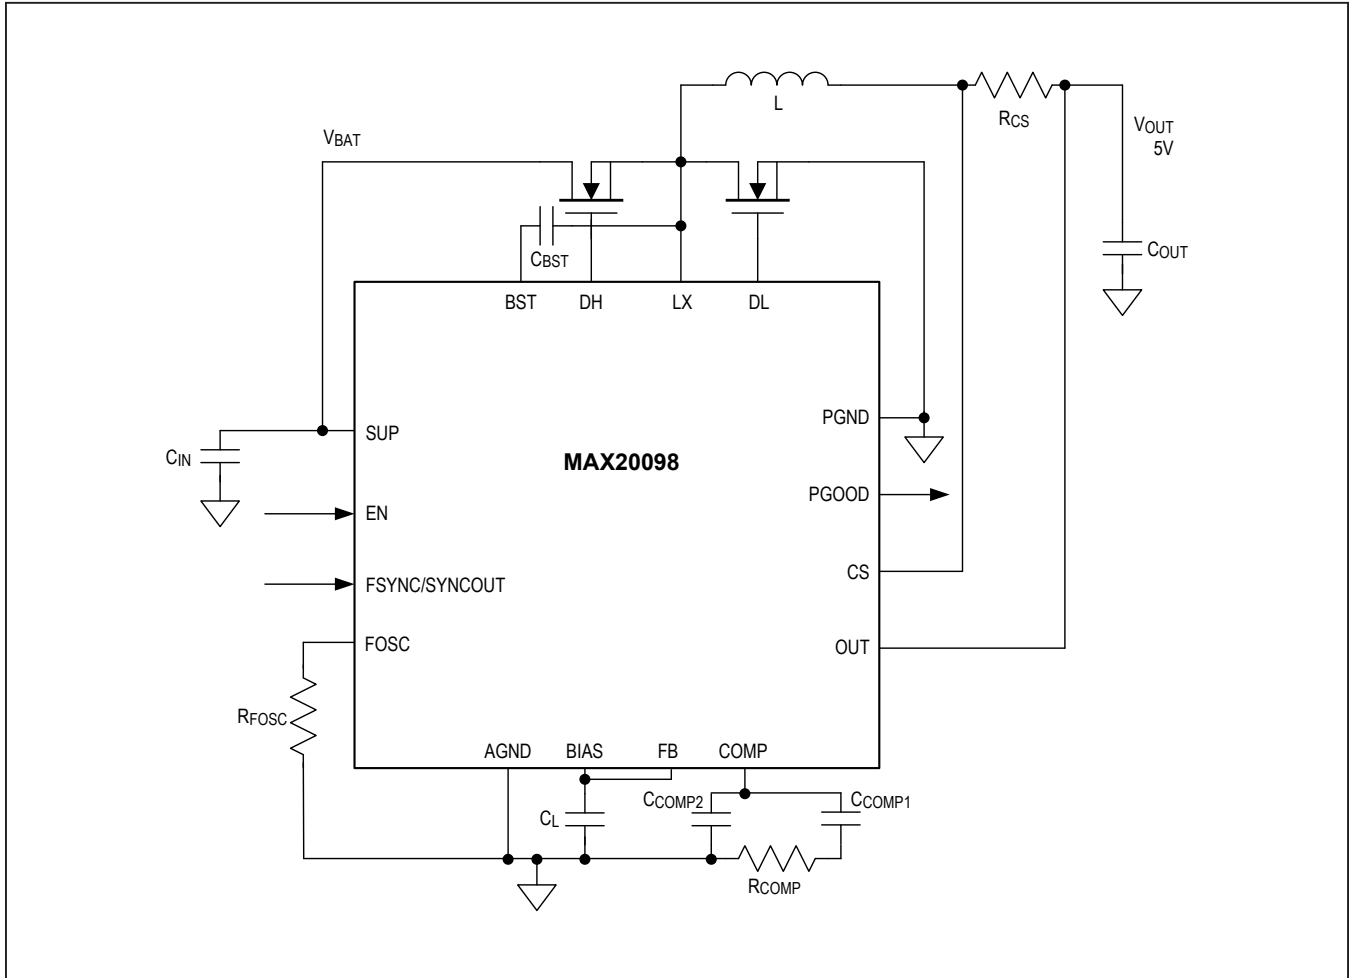 L
RCS
VOUT
5V
VBAT
COUT
CBST
BST
DH
LX
DL
SUP
PGND
CIN
MAX20098
PGOOD
EN
CS
FSYNC/SYNCOUT
FOSC
OUT
RFOSC
AGND
BIAS
FB
COMP
CL
CCOMP2
CCOMP1
RCOMP